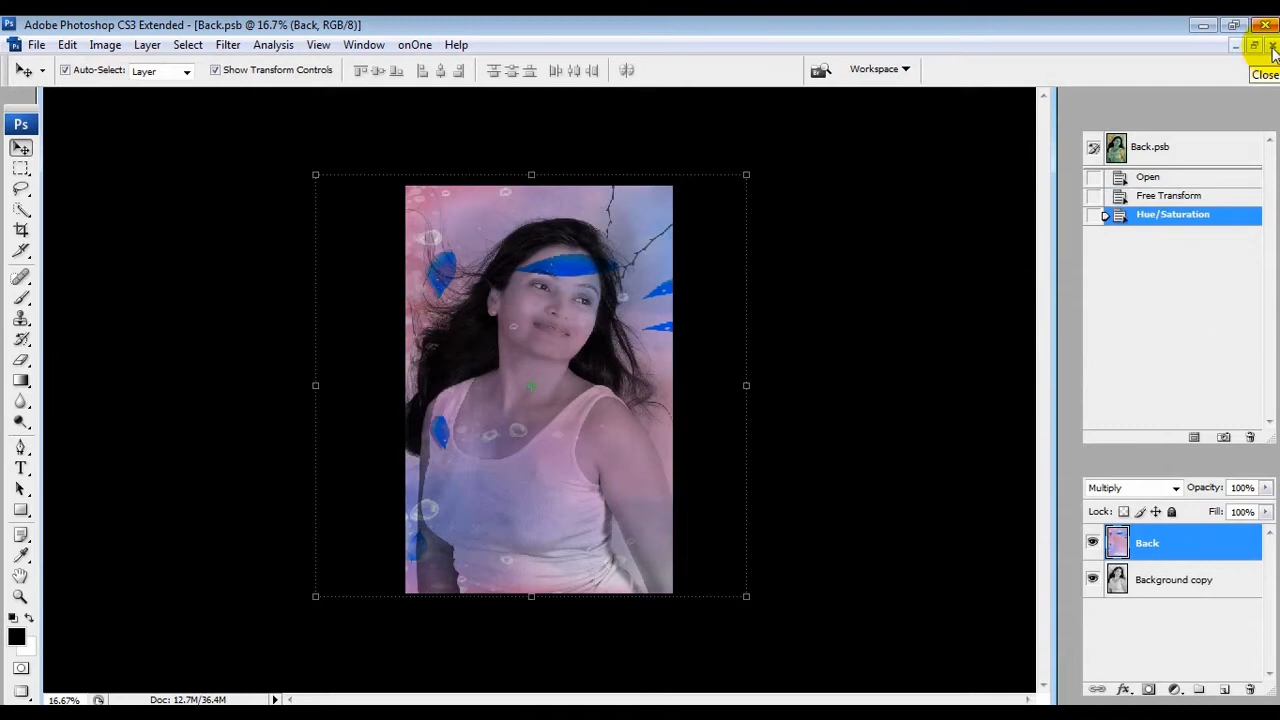 Adobe Photoshop CS3 Extended - [Back.psb @ 16.7% (Back, RGB/8)]
File Edit Image Layer Select Filter Analysis View Window onOne Help
Auto-Select: Layer Show Transform Controls Workspace
Close
Ps
Back.psb
Open
Free Transform
Hue/Saturation
Multiply Opacity: 100%
Lock: Fill: 100%
Back
Background copy
16.67% Doc: 12.7M/36.4M